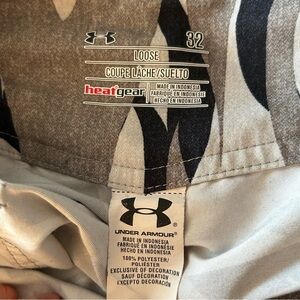 32
LOOSE
COUPE LÂCHE/SUELTO
heatgear
MADE IN INDONESIA
FABRIQUÉ EN INDONÉSIE
HECHO EN INDONESIA
UNDER ARMOUR®
MADE IN INDONESIA
FABRIQUÉ EN INDONÉSIE
HECHO EN INDONESIA
100% POLYESTER/
POLIÉSTER
EXCLUSIVE OF DECORATION
SAUF DÉCORATION
EXCEPTO DECORACIÓN